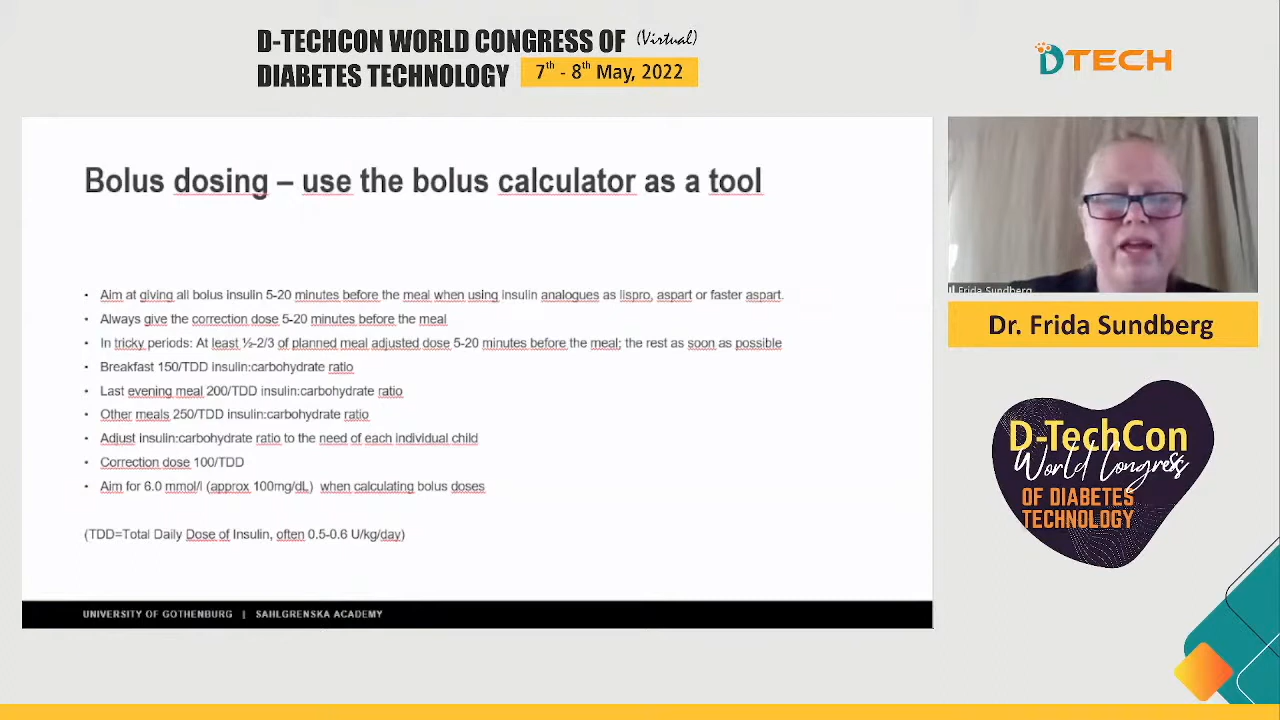 D-TECHCON WORLD CONGRESS OF (Virtual)
DIABETES TECHNOLOGY 7th - 8th May, 2022
DTECH
Bolus dosing – use the bolus calculator as a tool
• Aim at giving all bolus insulin 5-20 minutes before the meal when using insulin analogues as lispro, aspart or faster aspart.
• Always give the correction dose 5-20 minutes before the meal
• In tricky periods: At least ½-2/3 of planned meal adjusted dose 5-20 minutes before the meal; the rest as soon as possible
• Breakfast 150/TDD insulin:carbohydrate ratio
• Last evening meal 200/TDD insulin:carbohydrate ratio
• Other meals 250/TDD insulin:carbohydrate ratio
• Adjust insulin:carbohydrate ratio to the need of each individual child
• Correction dose 100/TDD
• Aim for 6.0 mmol/l (approx 100mg/dL) when calculating bolus doses
(TDD=Total Daily Dose of Insulin, often 0.5-0.6 U/kg/day)
UNIVERSITY OF GOTHENBURG | SAHLGRENSKA ACADEMY
Frida Sundberg
Dr. Frida Sundberg
D-TechCon
World Congress
OF DIABETES
TECHNOLOGY